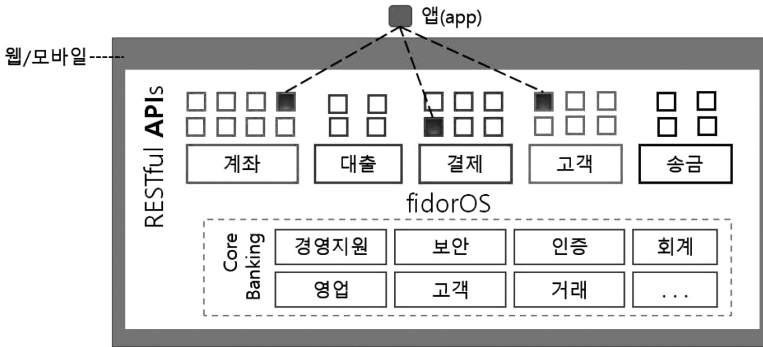 앱(app)
웹/모바일
RESTful APIs
계좌 대출 결제 고객 송금
fidorOS
Core
Banking
경영지원 보안 인증 회계
영업 고객 거래 ...